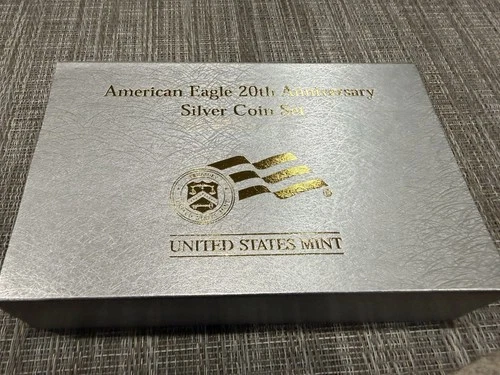 American Eagle 20th Anniversary
Silver Coin Set
UNITED STATES MINT